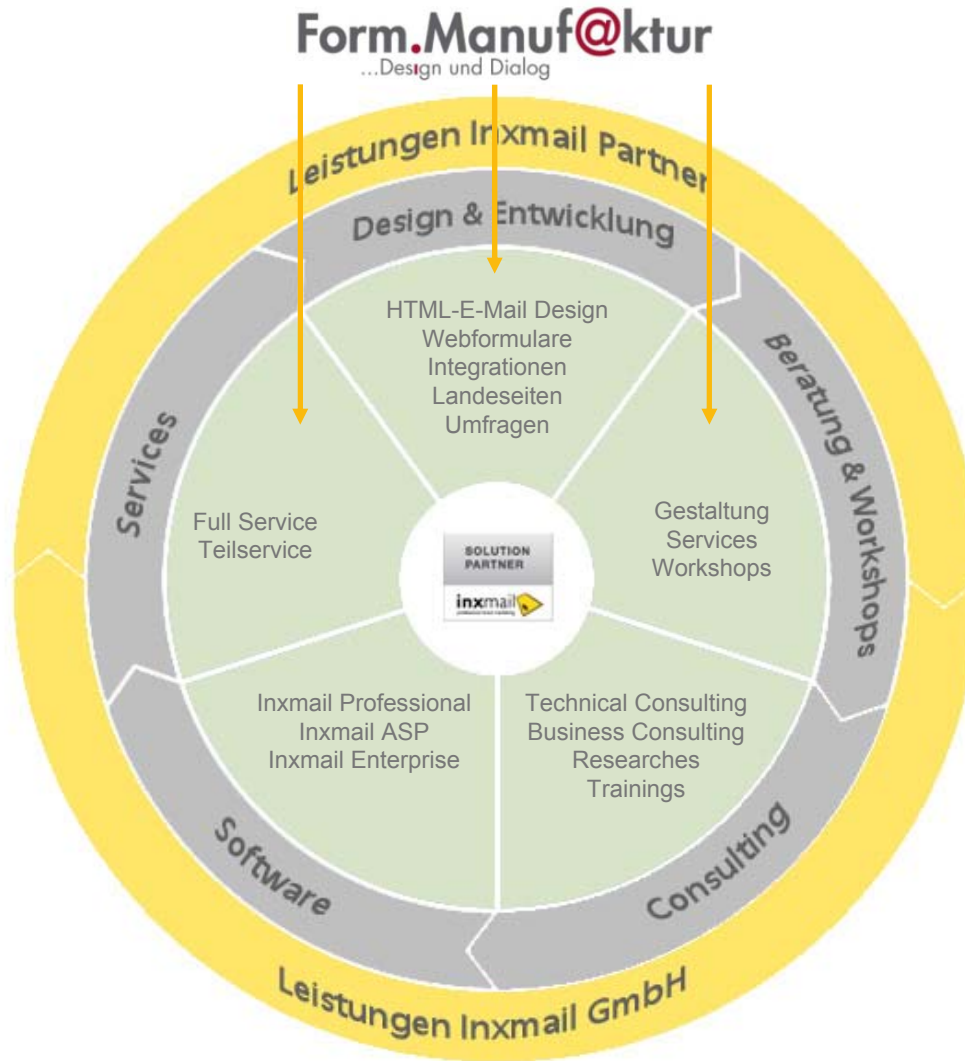 Form.Manuf@ktur
...Design und Dialog
Leistungen Inxmail Partner
Design & Entwicklung
HTML-E-Mail Design
Webformulare
Integrationen
Landeseiten
Umfragen
Services
Full Service
Teilservice
Beratung & Workshops
Gestaltung
Services
Workshops
SOLUTION
PARTNER
inxmail
Inxmail Professional
Inxmail ASP
Inxmail Enterprise
Technical Consulting
Business Consulting
Researches
Trainings
Software
Consulting
Leistungen Inxmail GmbH